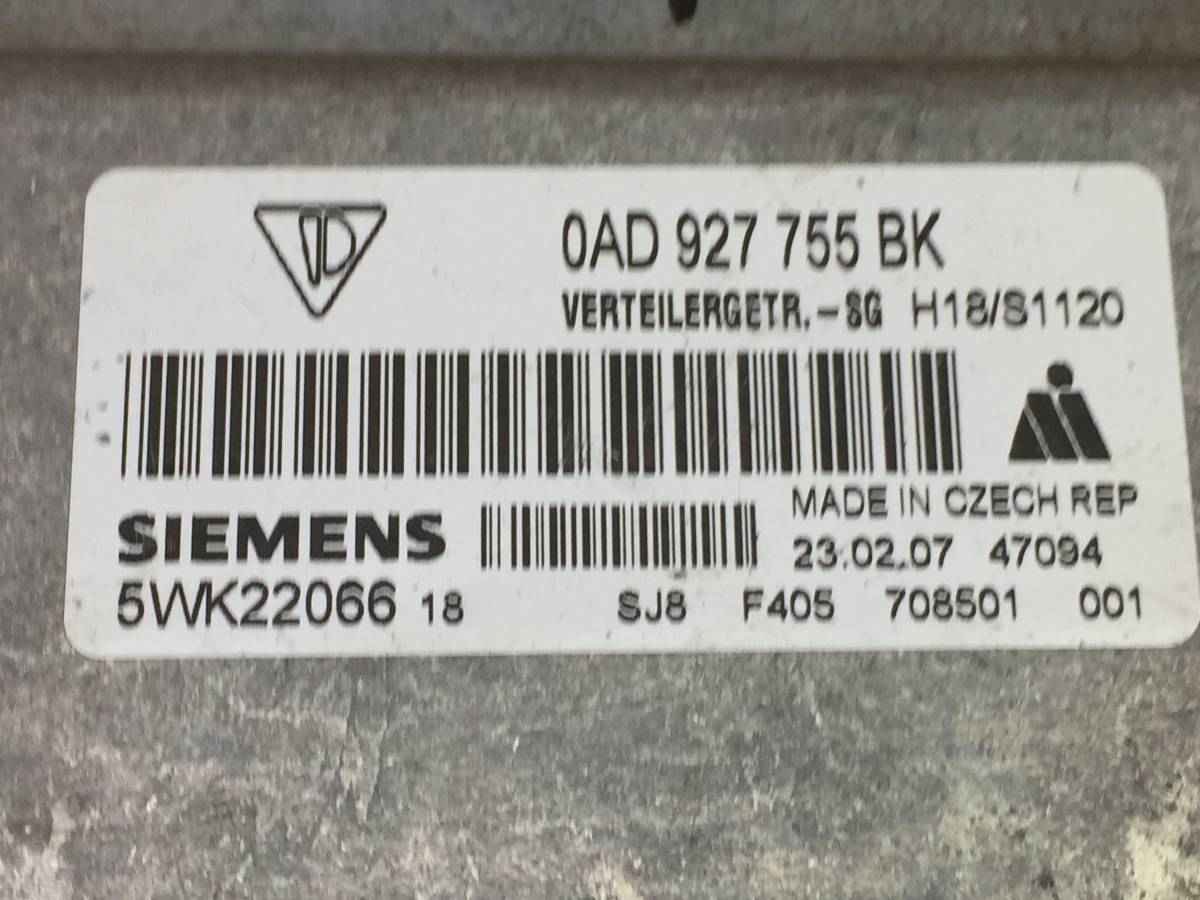 0AD 927 755 BK
VERTEILERGETR.-SG H18/S1120
MADE IN CZECH REP
SIEMENS 23.02.07 47094
5WK22066 18 SJ8 F405 708501 001